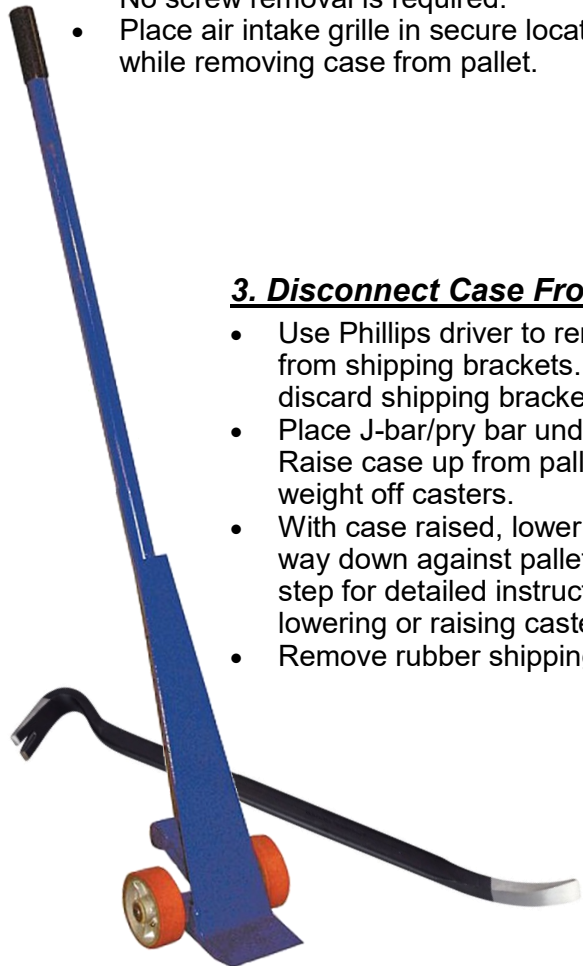 No screw removal is required.
• Place air intake grille in secure locat
while removing case from pallet.
3. Disconnect Case Fro
• Use Phillips driver to rer
from shipping brackets.
discard shipping bracke
• Place J-bar/pry bar und
Raise case up from pall
weight off casters.
• With case raised, lower
way down against pallet
step for detailed instruct
lowering or raising caste
• Remove rubber shipping